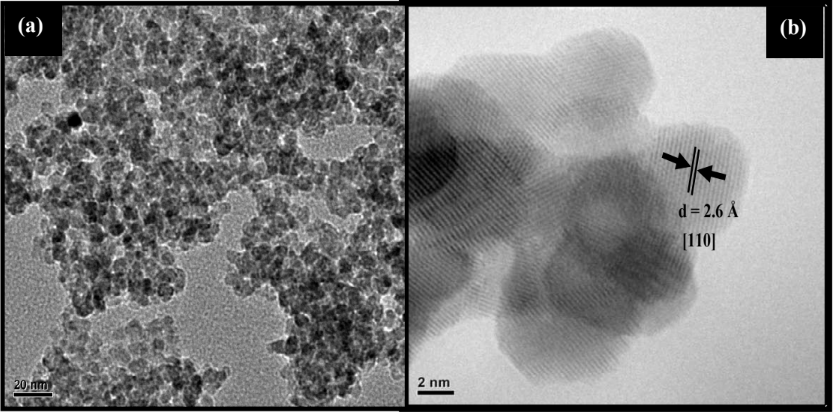 (a)
20 nm
(b)
d = 2.6 Å
[110]
2 nm